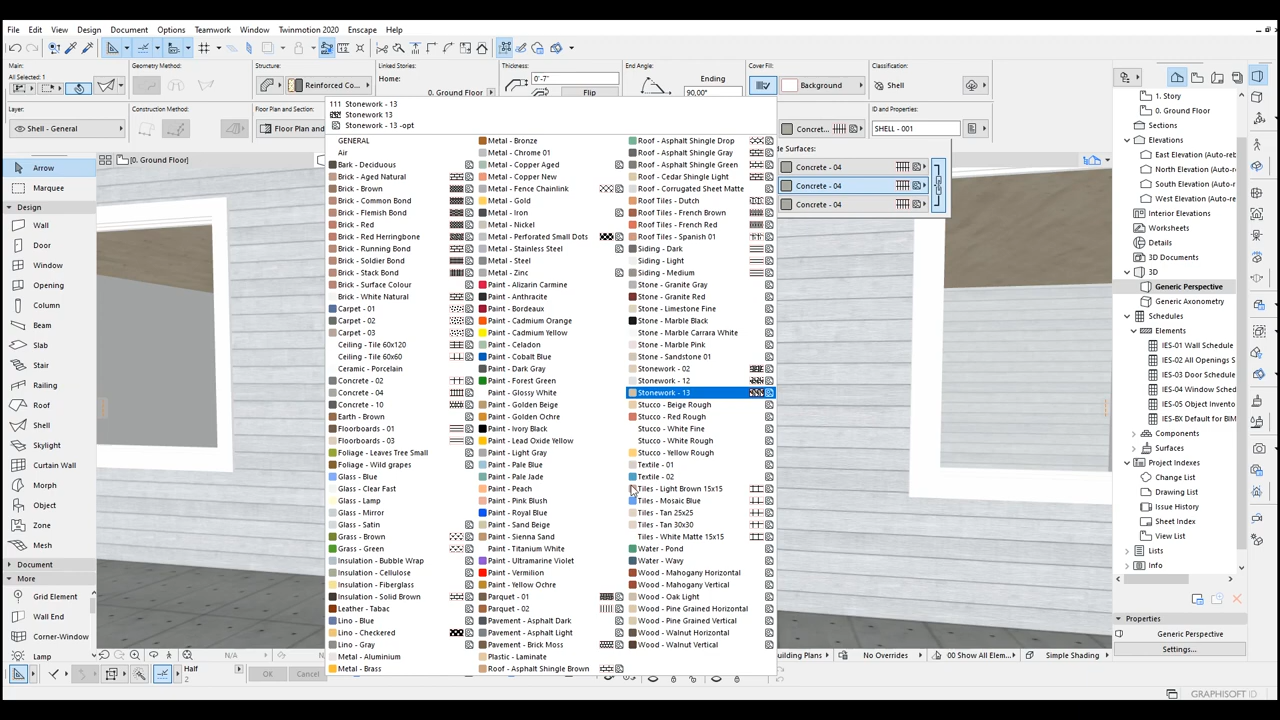 File Edit View Design Document Options Twinmotion 2020 Teamwork Window Enscape Help
Main:
All Selected: 1
Geometry Method:
Structure:
Reinforced Co...
Linked Stories:
Home:
0. Ground Floor
Thickness:
0'-7"
Flip
End Angle:
Ending
90,00°
Cover Fill:
Background
Classification:
Shell
Layer:
Shell - General
Construction Method:
Floor Plan and Section:
Floor Plan and
Concret...
ID and Properties:
SHELL - 001
e Surfaces:
Concrete - 04
Concrete - 04
Concrete - 04
[0. Ground Floor]
Arrow
Marquee
Design
Wall
Door
Window
Opening
Column
Beam
Slab
Stair
Railing
Roof
Shell
Skylight
Curtain Wall
Morph
Object
Zone
Mesh
Document
More
Grid Element
Wall End
Corner-Window
Lamp
111 Stonework - 13
Stonework 13
Stonework - 13 -opt
GENERAL
Air
Bark - Deciduous
Brick - Aged Natural
Brick - Brown
Brick - Common Bond
Brick - Flemish Bond
Brick - Red
Brick - Red Herringbone
Brick - Running Bond
Brick - Soldier Bond
Brick - Stack Bond
Brick - Surface Colour
Brick - White Natural
Carpet - 01
Carpet - 02
Carpet - 03
Ceiling - Tile 60x120
Ceiling - Tile 60x60
Ceramic - Porcelain
Concrete - 02
Concrete - 04
Concrete - 10
Earth - Brown
Floorboards - 01
Floorboards - 03
Foliage - Leaves Tree Small
Foliage - Wild grapes
Glass - Blue
Glass - Clear Fast
Glass - Lamp
Glass - Mirror
Glass - Satin
Grass - Brown
Grass - Green
Insulation - Bubble Wrap
Insulation - Cellulose
Insulation - Fiberglass
Insulation - Solid Brown
Leather - Tabac
Lino - Blue
Lino - Checkered
Lino - Gray
Metal - Aluminium
Metal - Brass
Metal - Bronze
Metal - Chrome 01
Metal - Copper Aged
Metal - Copper New
Metal - Fence Chainlink
Metal - Gold
Metal - Iron
Metal - Nickel
Metal - Perforated Small Dots
Metal - Stainless Steel
Metal - Steel
Metal - Zinc
Paint - Alizarin Carmine
Paint - Anthracite
Paint - Bordeaux
Paint - Cadmium Orange
Paint - Cadmium Yellow
Paint - Celadon
Paint - Cobalt Blue
Paint - Dark Gray
Paint - Forest Green
Paint - Glossy White
Paint - Golden Beige
Paint - Golden Ochre
Paint - Ivory Black
Paint - Lead Oxide Yellow
Paint - Light Gray
Paint - Pale Blue
Paint - Pale Jade
Paint - Peach
Paint - Pink Blush
Paint - Royal Blue
Paint - Sand Beige
Paint - Sienna Sand
Paint - Titanium White
Paint - Ultramarine Violet
Paint - Vermilion
Paint - Yellow Ochre
Parquet - 01
Parquet - 02
Pavement - Asphalt Dark
Pavement - Asphalt Light
Pavement - Brick Moss
Plastic - Laminate
Roof - Asphalt Shingle Brown
Roof - Asphalt Shingle Drop
Roof - Asphalt Shingle Gray
Roof - Asphalt Shingle Green
Roof - Cedar Shingle Light
Roof - Corrugated Sheet Matte
Roof Tiles - Dutch
Roof Tiles - French Brown
Roof Tiles - French Red
Roof Tiles - Spanish 01
Siding - Dark
Siding - Light
Siding - Medium
Stone - Granite Gray
Stone - Granite Red
Stone - Limestone Fine
Stone - Marble Black
Stone - Marble Carrara White
Stone - Marble Pink
Stone - Sandstone 01
Stonework - 02
Stonework - 12
Stonework - 13
Stucco - Beige Rough
Stucco - Red Rough
Stucco - White Fine
Stucco - White Rough
Stucco - Yellow Rough
Textile - 01
Textile - 02
Tiles - Light Brown 15x15
Tiles - Mosaic Blue
Tiles - Tan 25x25
Tiles - Tan 30x30
Tiles - White Matte 15x15
Water - Pond
Water - Wavy
Wood - Mahogany Horizontal
Wood - Mahogany Vertical
Wood - Oak Light
Wood - Pine Grained Horizontal
Wood - Pine Grained Vertical
Wood - Walnut Horizontal
Wood - Walnut Vertical
1. Story
0. Ground Floor
Sections
Elevations
East Elevation (Auto-reb
North Elevation (Auto-re
South Elevation (Auto-re
West Elevation (Auto-re
Interior Elevations
Worksheets
Details
3D Documents
3D
Generic Perspective
Generic Axonometry
Schedules
Elements
IES-01 Wall Schedule
IES-02 All Openings S
IES-03 Door Schedule
IES-04 Window Sched
IES-05 Object Invento
IES-BX Default for BIM
Components
Surfaces
Project Indexes
Change List
Drawing List
Issue History
Sheet Index
View Index
Lists
Info
Properties
Generic Perspective
Settings...
uilding Plans No Overrides 00 Show All Elem... Simple Shading
Half
2
OK Cancel
GRAPHISOFT ID